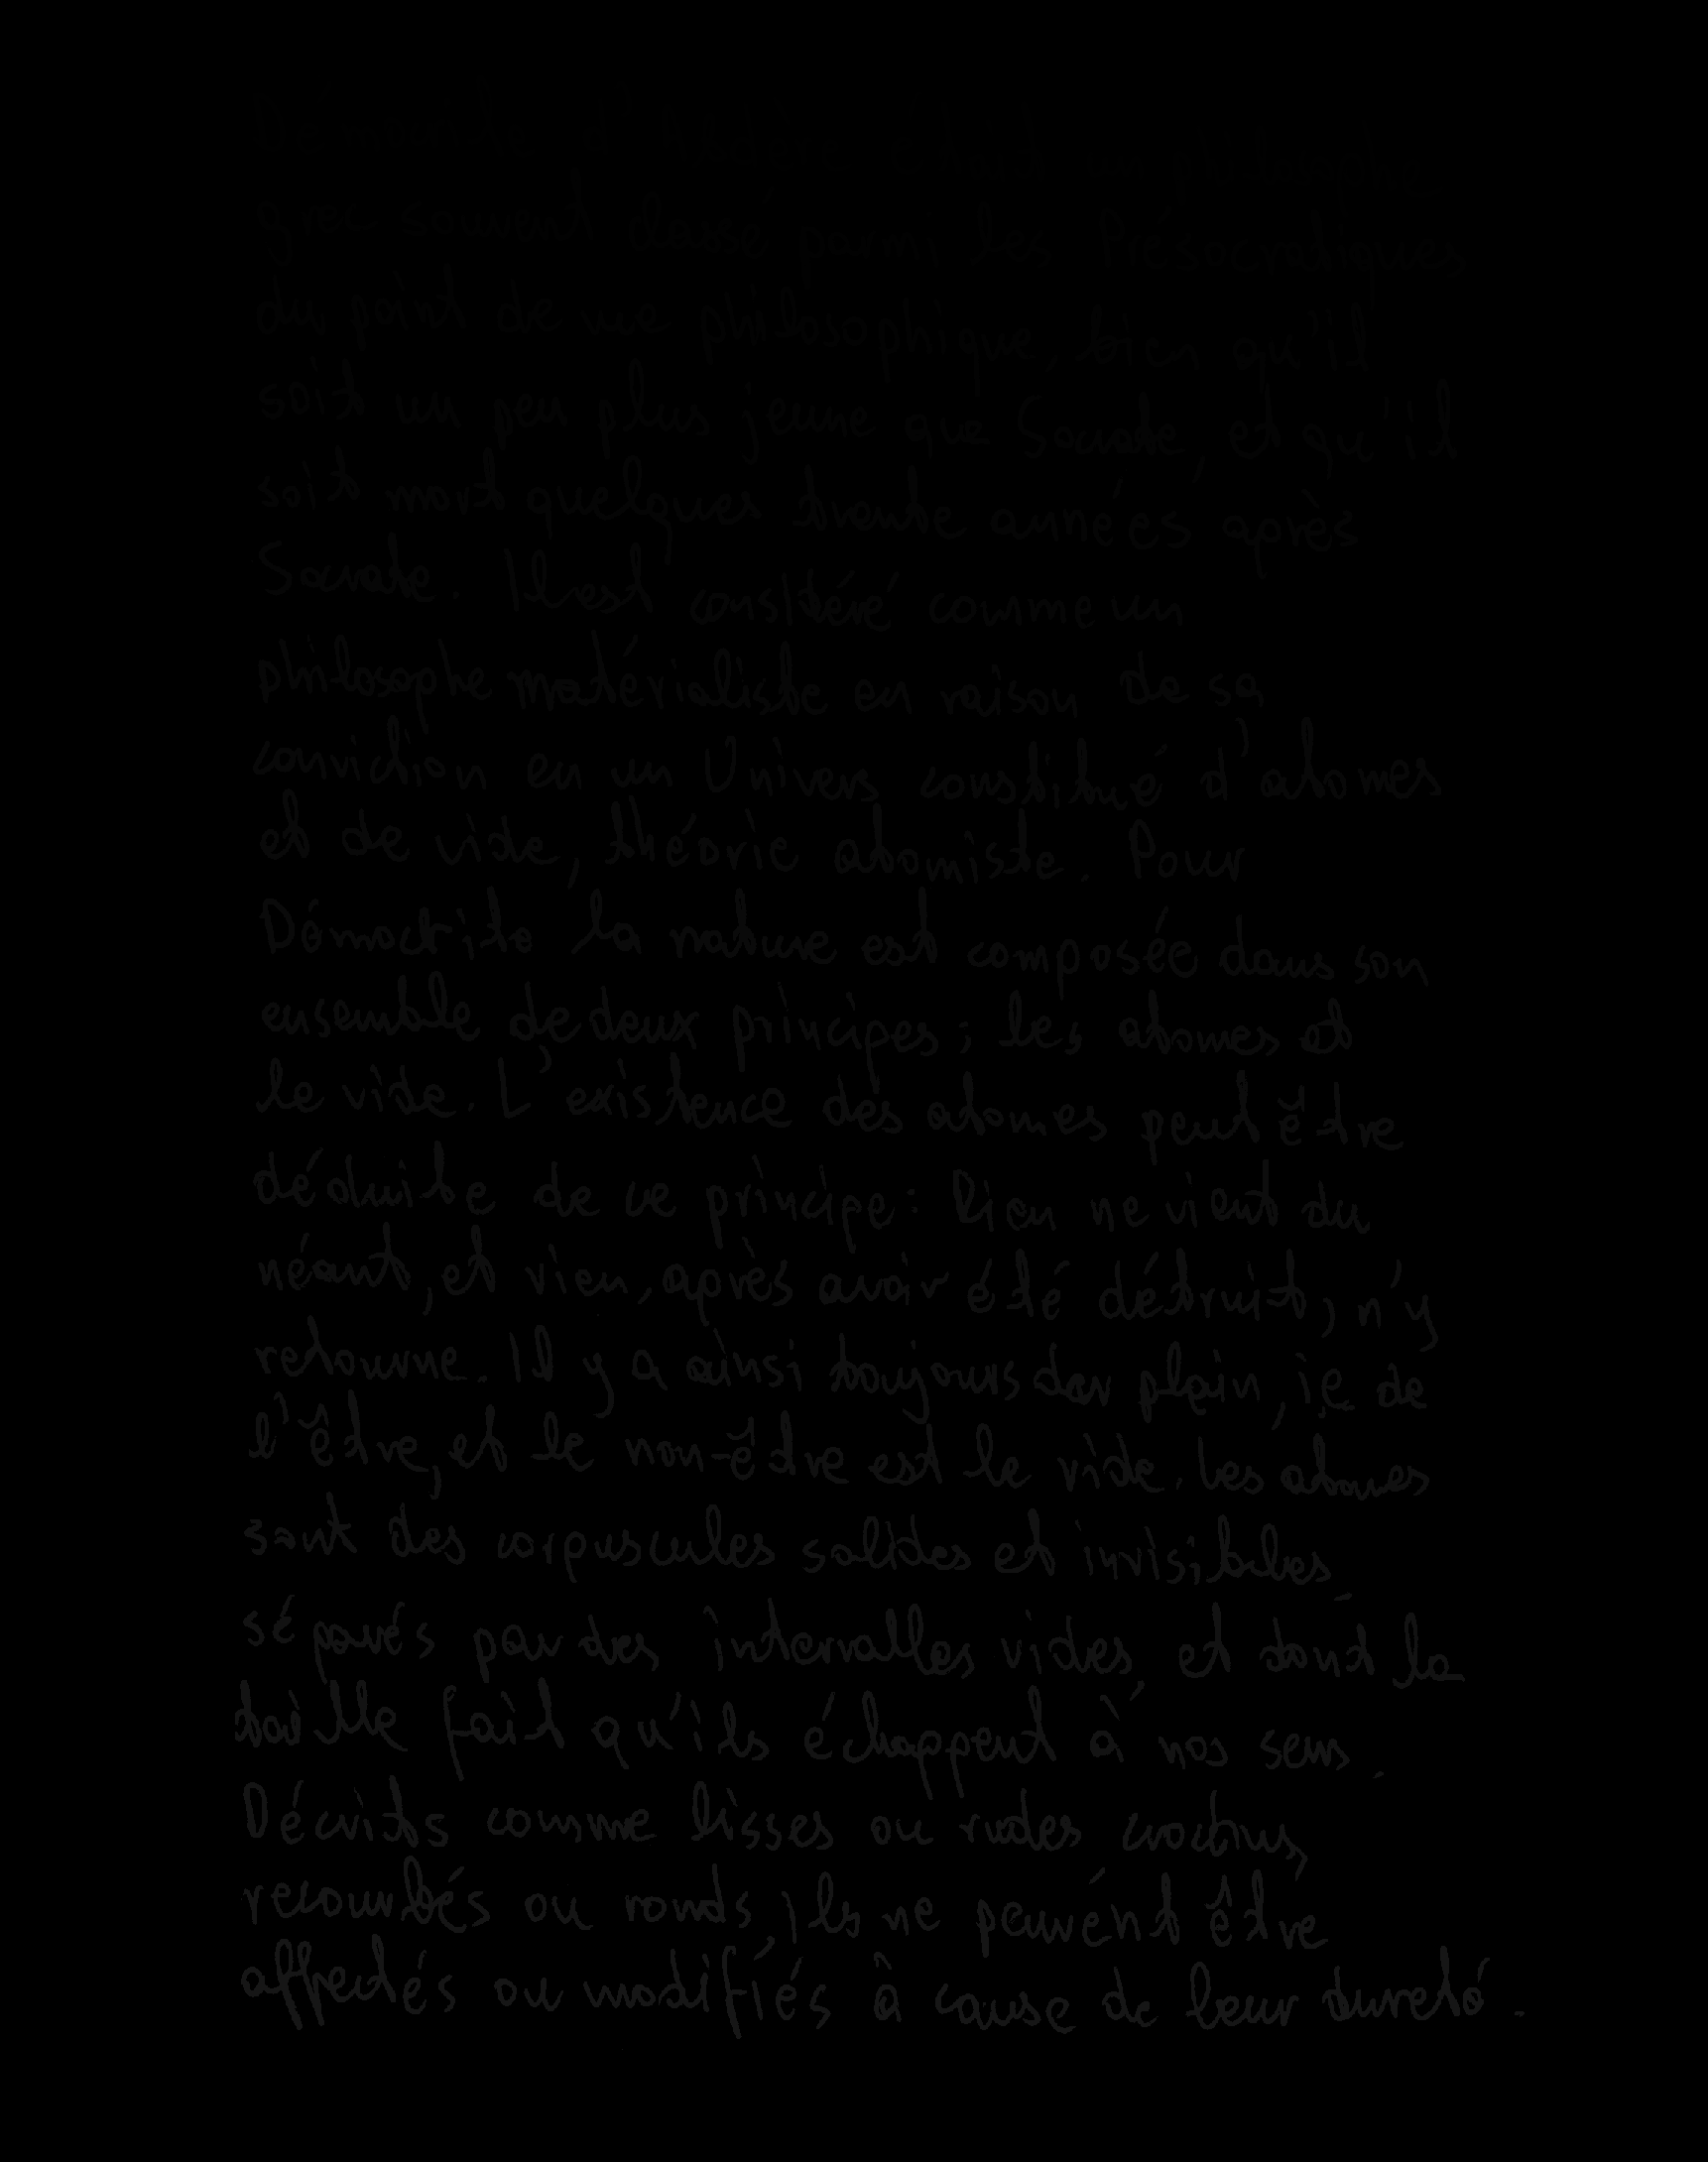 Démocrite d'Abdère était un philosophe
grec souvent classé parmi les Présocratiques
du point de vue philosophique, bien qu'il
soit un peu plus jeune que Socrate, et qu'il
soit mort quelques trente années après
Socrate. Il est considéré comme un
philosophe matérialiste en raison de sa
conviction en un Univers constitué d'atomes
et de vide, théorie atomiste. Pour
Démocrite la nature est composée dans son
ensemble de deux principes ; les atomes et
le vide. L'existence des atomes peut être
déduite de ce principe : Rien ne vient du
néant, et rien, après avoir été détruit, n'y
retourne. Il y a ainsi toujours du plein, ie de
l'être, et le non-être est le vide. Les atomes
sont des corpuscules solides et invisibles,
séparés par des intervalles vides, et dont la
taille fait qu'ils échappent à nos sens.
Décrits comme lisses ou rudes, crochus,
recourbés ou ronds, ils ne peuvent être
affectés ou modifiés à cause de leur dureté.